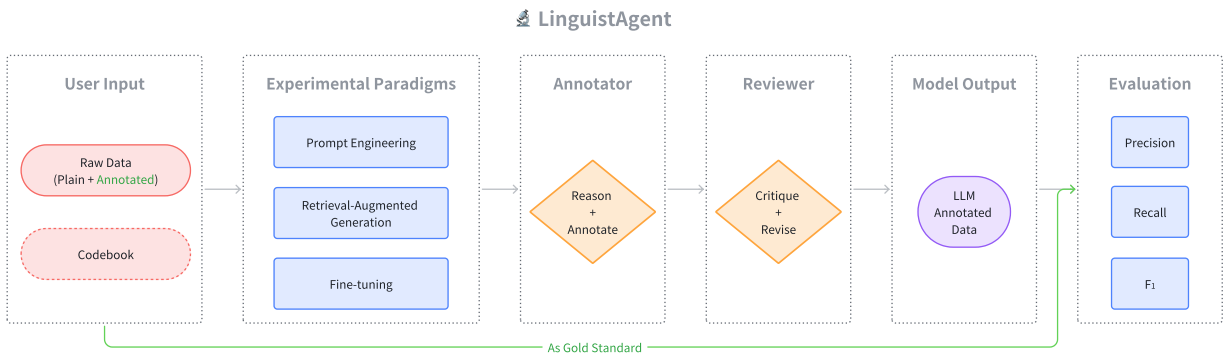 LinguistAgent
User Input
Raw Data
(Plain + Annotated)
Codebook
Experimental Paradigms
Prompt Engineering
Retrieval-Augmented
Generation
Fine-tuning
Annotator
Reason
+
Annotate
Reviewer
Critique
+
Revise
Model Output
LLM
Annotated
Data
Evaluation
Precision
Recall
F₁
As Gold Standard